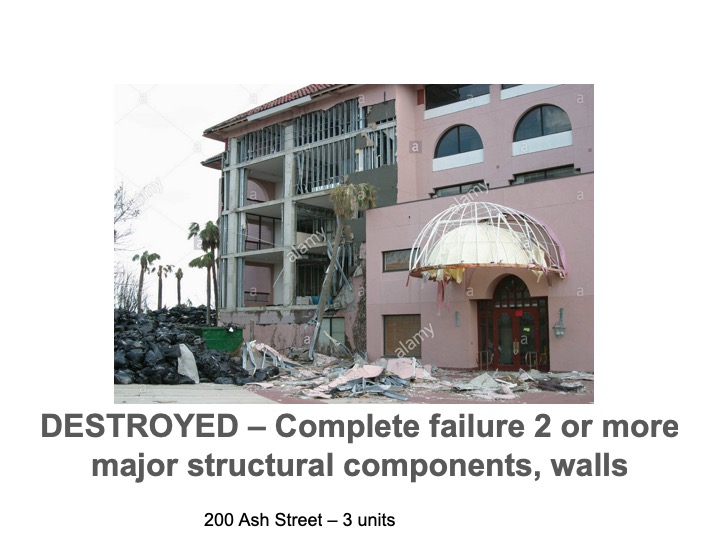 alamy
alamy
alamy
alamy
alamy
DESTROYED – Complete failure 2 or more
major structural components, walls
200 Ash Street – 3 units